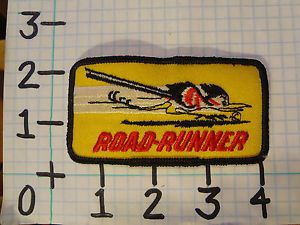 3-
2-
1-
0
+
ROAD-RUNNER
1 2 3 4